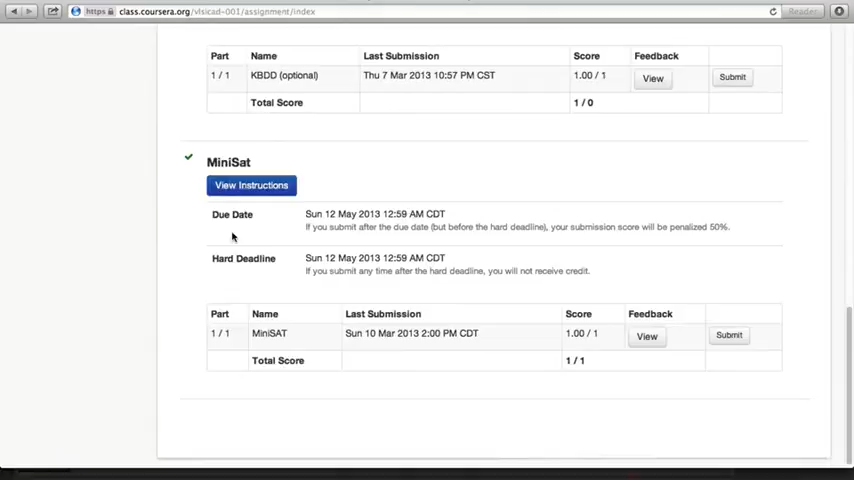 https class.coursera.org/vlsicad-001/assignment/index Reader
Part Name Last Submission Score Feedback
1 / 1 KBDD (optional) Thu 7 Mar 2013 10:57 PM CST 1.00 / 1 View Submit
Total Score 1 / 0
MiniSat
View Instructions
Due Date Sun 12 May 2013 12:59 AM CDT
If you submit after the due date (but before the hard deadline), your submission score will be penalized 50%.
Hard Deadline Sun 12 May 2013 12:59 AM CDT
If you submit any time after the hard deadline, you will not receive credit.
Part Name Last Submission Score Feedback
1 / 1 MiniSAT Sun 10 Mar 2013 2:00 PM CDT 1.00 / 1 View Submit
Total Score 1 / 1